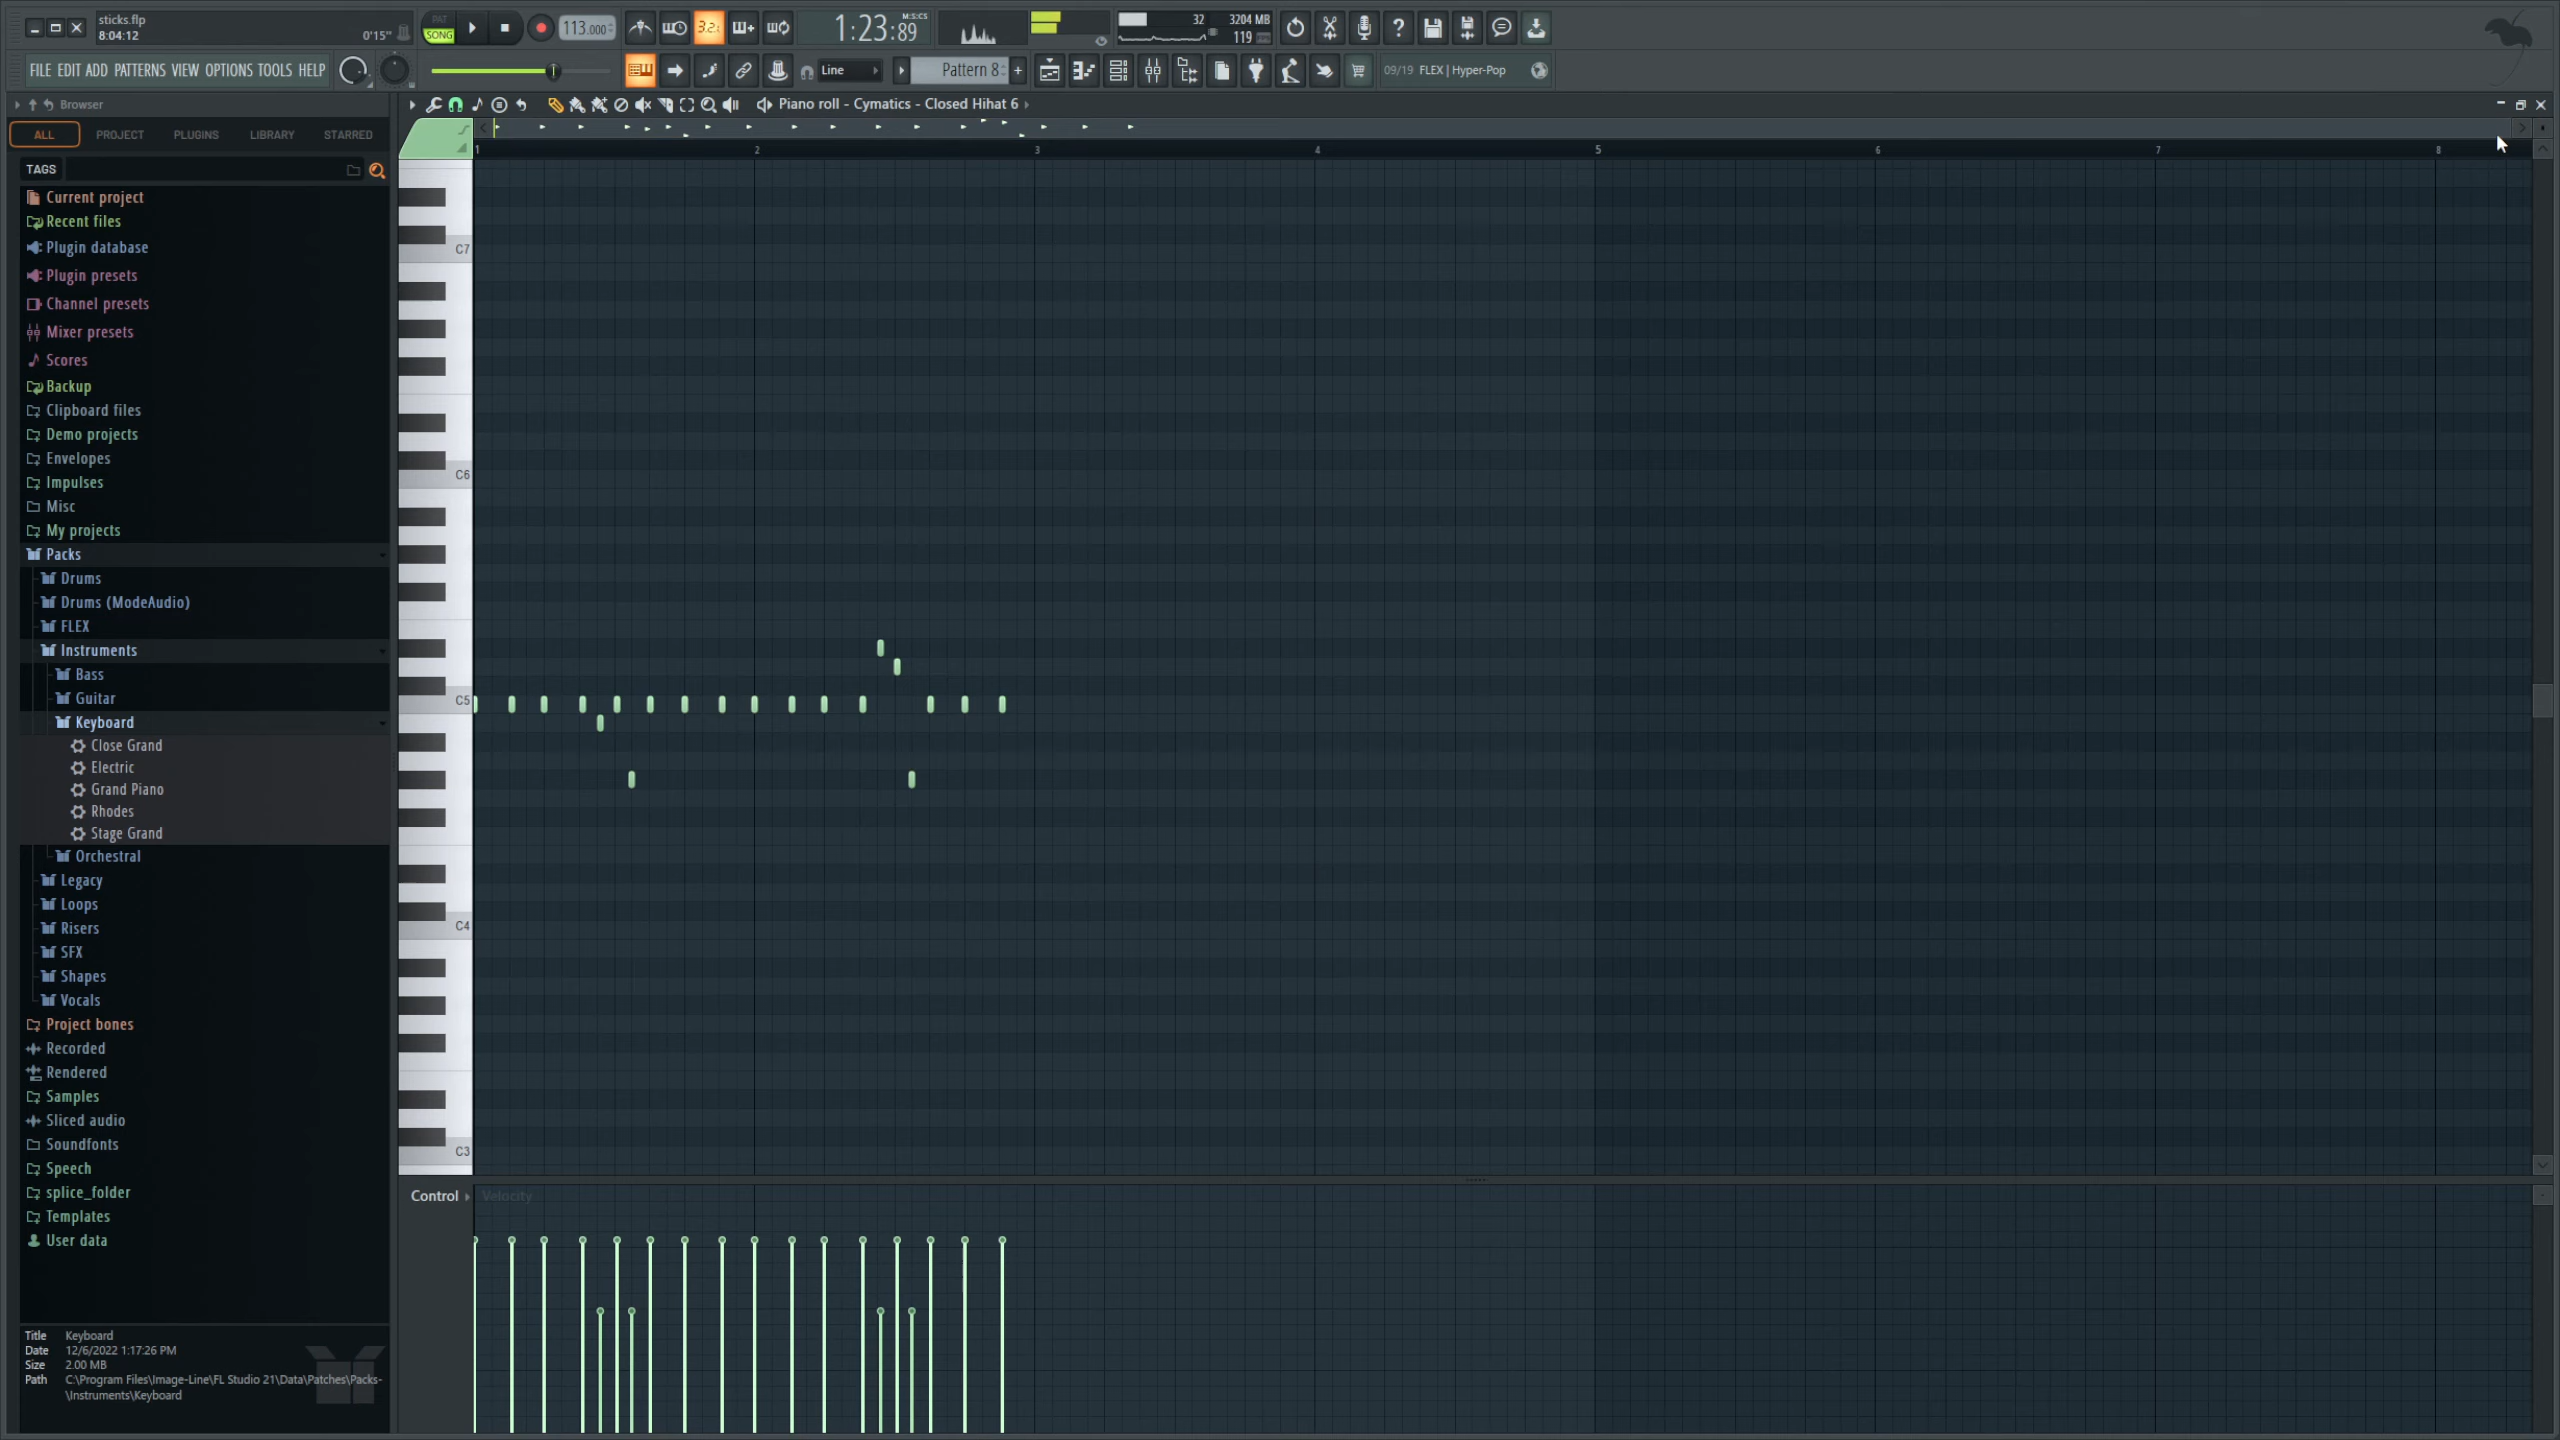 sticks.flp
8:04:12
0'15"
PAT
SONG
113.000
3.2.
1:23:89
M:S:CS
32
3204 MB
119
FILE EDIT ADD PATTERNS VIEW OPTIONS TOOLS HELP
Line
Pattern 8
+
09/19 FLEX | Hyper-Pop
Browser
Piano roll - Cymatics - Closed Hihat 6
ALL
PROJECT
PLUGINS
LIBRARY
STARRED
1
2
3
4
5
6
7
8
TAGS
Current project
Recent files
Plugin database
Plugin presets
Channel presets
Mixer presets
Scores
Backup
Clipboard files
Demo projects
Envelopes
Impulses
Misc
My projects
Packs
Drums
Drums (ModeAudio)
FLEX
Instruments
Bass
Guitar
Keyboard
Close Grand
Electric
Grand Piano
Rhodes
Stage Grand
Orchestral
Legacy
Loops
Risers
SFX
Shapes
Vocals
Project bones
Recorded
Rendered
Samples
Sliced audio
Soundfonts
Speech
splice_folder
Templates
User data
C7
C6
C5
C4
C3
Control
Velocity
Title Keyboard
Date 12/6/2022 1:17:26 PM
Size 2.00 MB
Path C:\Program Files\Image-Line\FL Studio 21\Data\Patches\Packs-
\Instruments\Keyboard